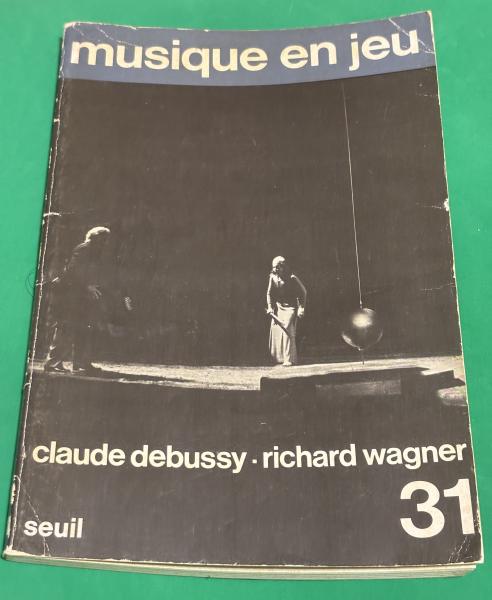 musique en jeu
claude debussy · richard wagner
31
seuil